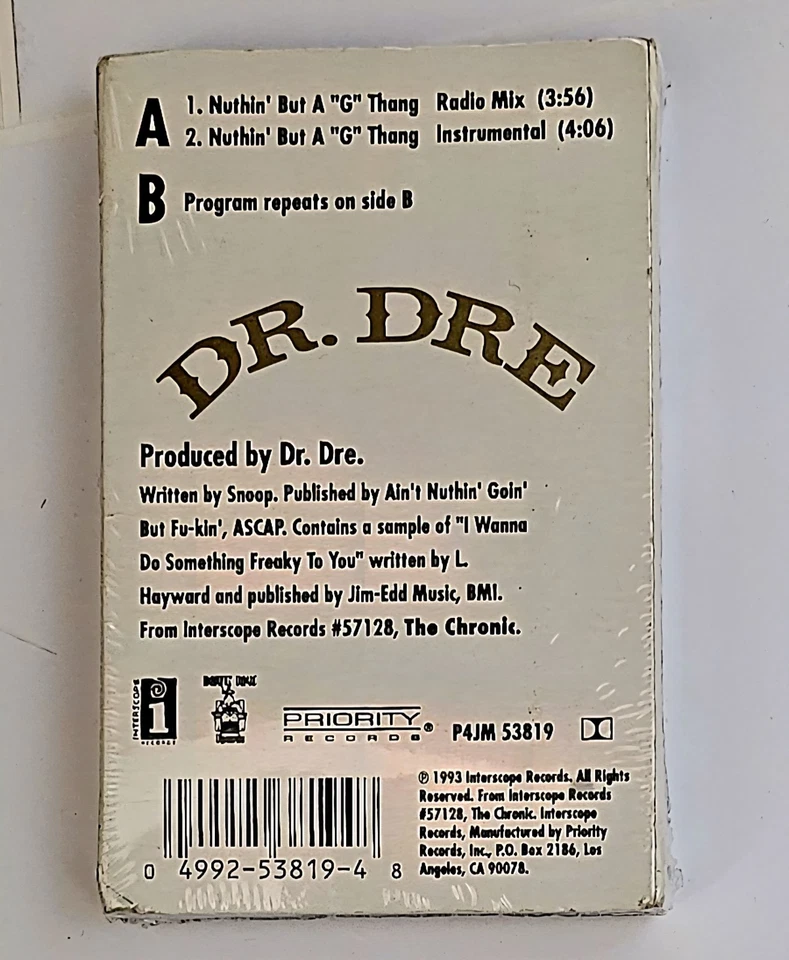 A 1. Nuthin' But A "G" Thang Radio Mix (3:56)
2. Nuthin' But A "G" Thang Instrumental (4:06)
B Program repeats on side B
DR. DRE
Produced by Dr. Dre.
Written by Snoop. Published by Ain't Nuthin' Goin'
But Fu-kin', ASCAP. Contains a sample of "I Wanna
Do Something Freaky To You" written by L.
Hayward and published by Jim-Edd Music, BMI.
From Interscope Records #57128, The Chronic.
INTERSCOPE
i
RECORDS
PRIORITY®
RECORDS
P4JM 53819
℗ 1993 Interscope Records. All Rights
Reserved. From Interscope Records
#57128, The Chronic. Interscope
Records, Manufactured by Priority
Records, Inc., P.O. Box 2186, Los
Angeles, CA 90078.
0 4992-53819-4 8